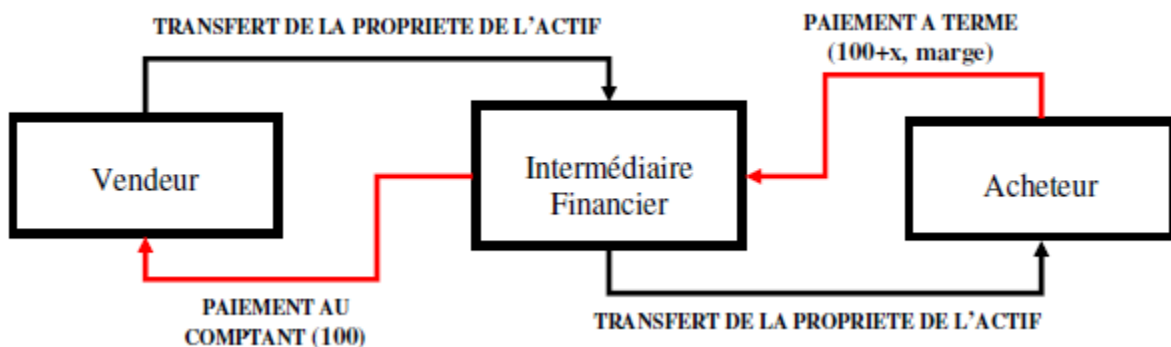 TRANSFERT DE LA PROPRIETE DE L'ACTIF
PAIEMENT A TERME
(100+x, marge)
Vendeur
Intermédiaire
Financier
Acheteur
PAIEMENT AU
COMPTANT (100)
TRANSFERT DE LA PROPRIETE DE L'ACTIF